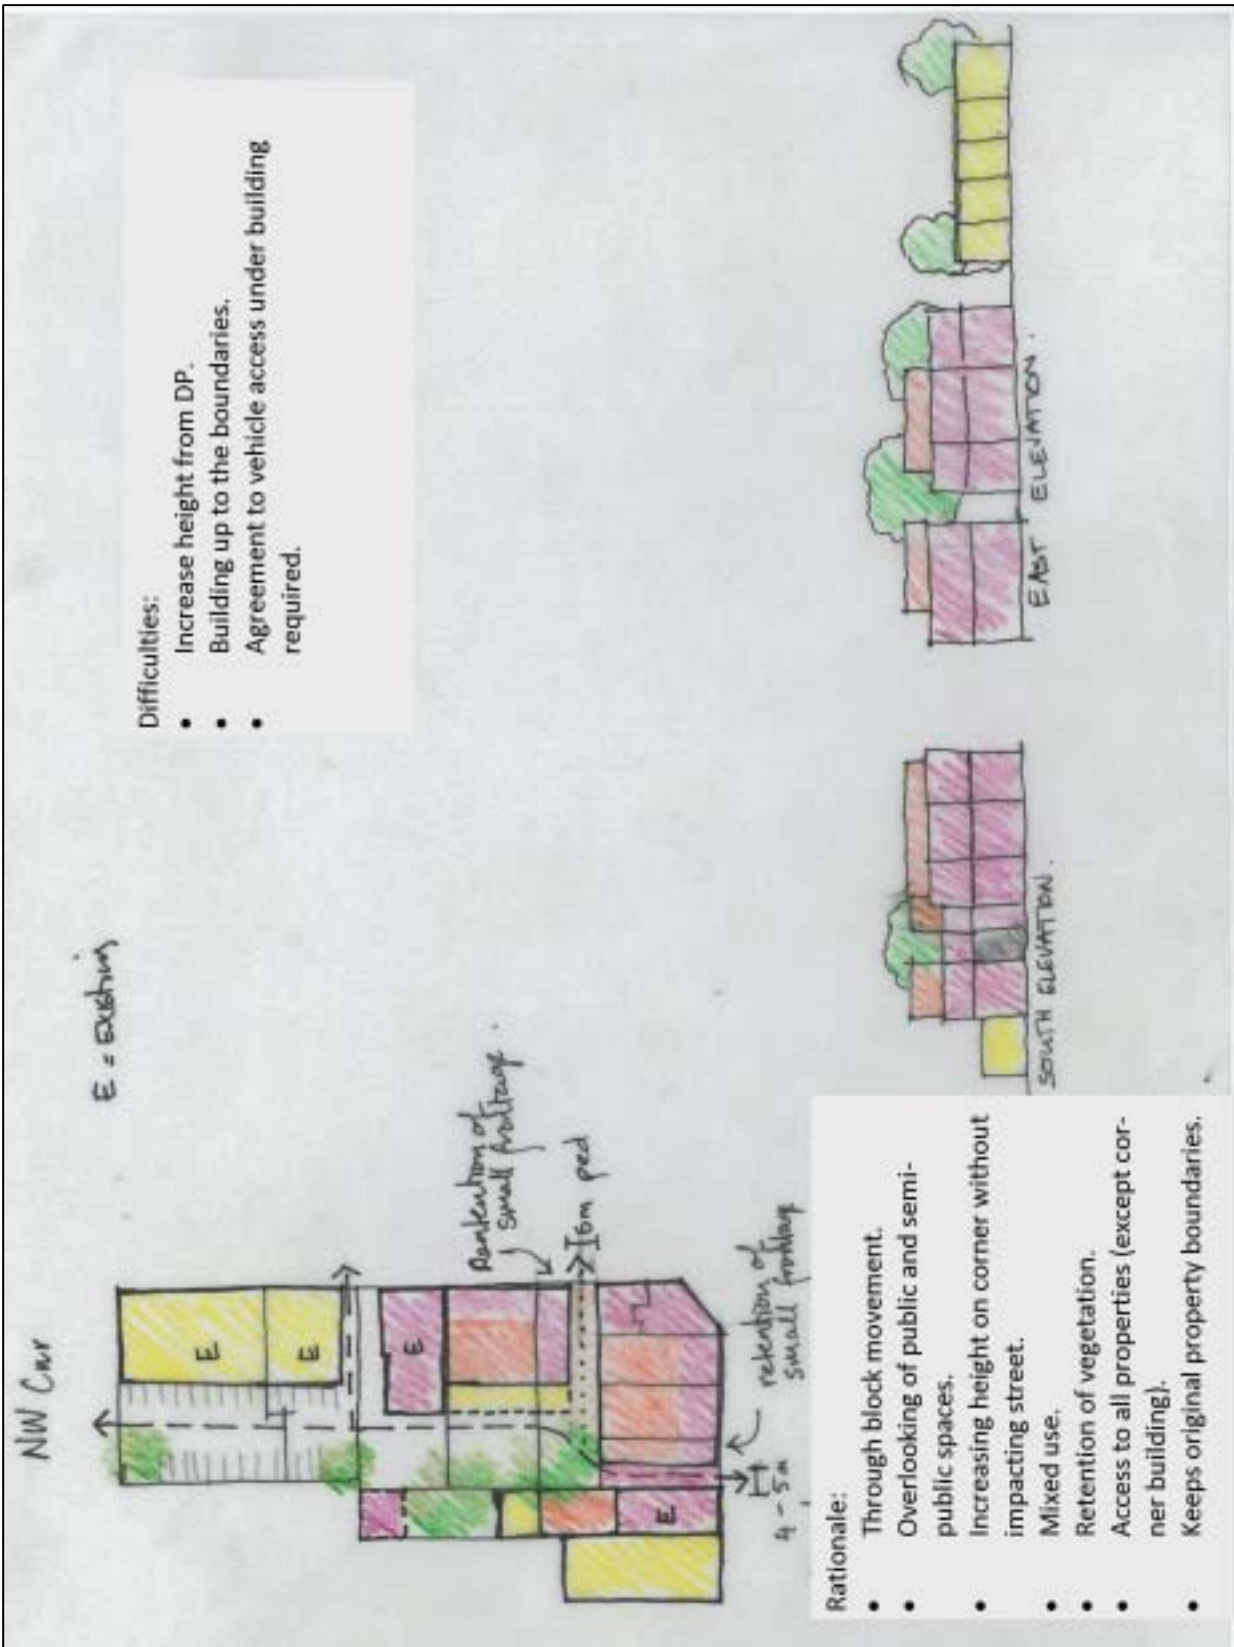 NW Cnr
E = Existing
Difficulties:
• Increase height from DP.
• Building up to the boundaries.
• Agreement to vehicle access under building
required.
E
E
E
E
small frontage.
6m ped
retention of
small frontage
4 - 5m
Rationale:
• Through block movement.
• Overlooking of public and semi-
public spaces.
• Increasing height on corner without
impacting street.
• Mixed use.
• Retention of vegetation.
• Access to all properties (except cor-
ner building).
• Keeps original property boundaries.
SOUTH ELEVATION.
EAST ELEVATION.